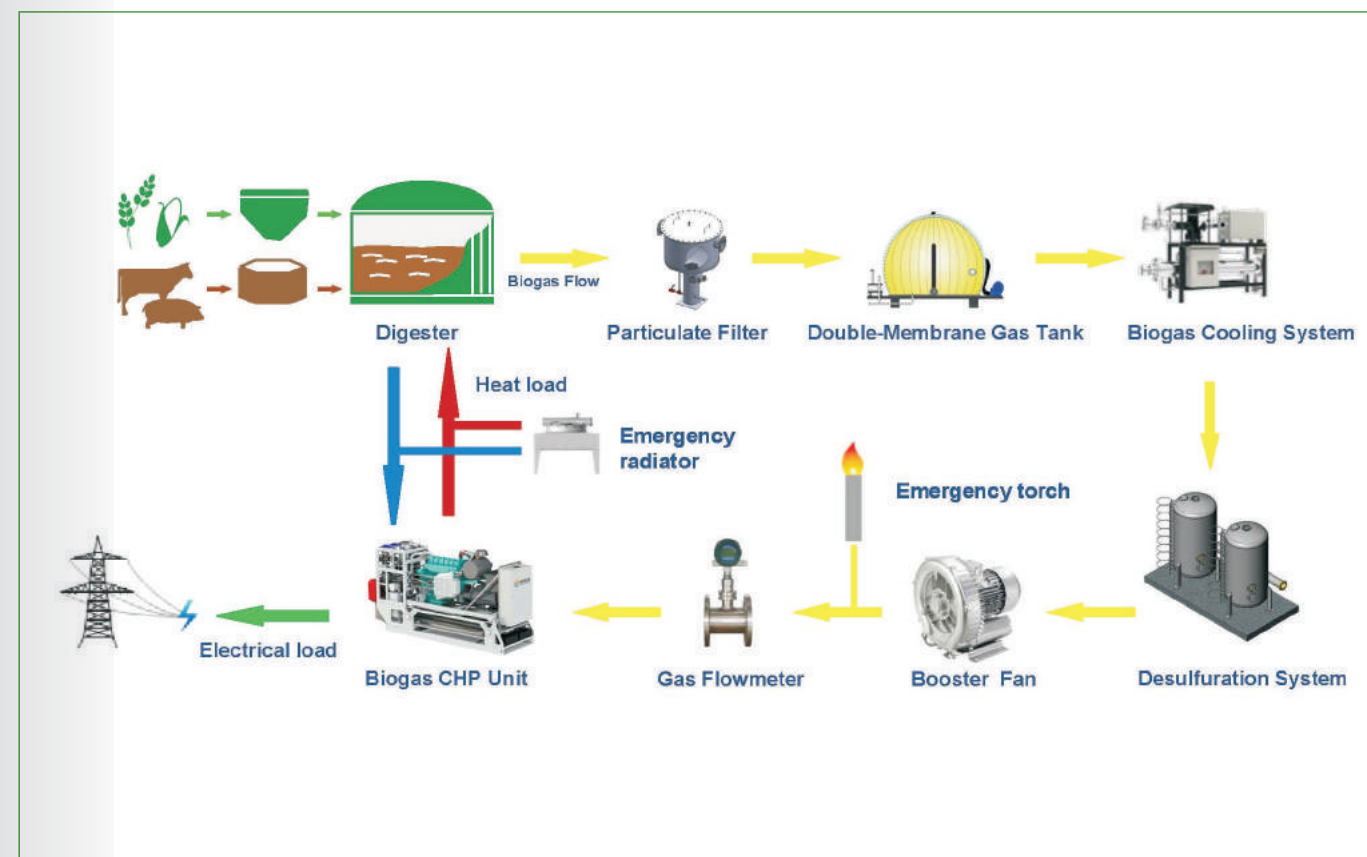 Biogas Flow
Digester
Particulate Filter
Double-Membrane Gas Tank
Biogas Cooling System
Heat load
Emergency
radiator
Emergency torch
Electrical load
Biogas CHP Unit
Gas Flowmeter
Booster Fan
Desulfuration System